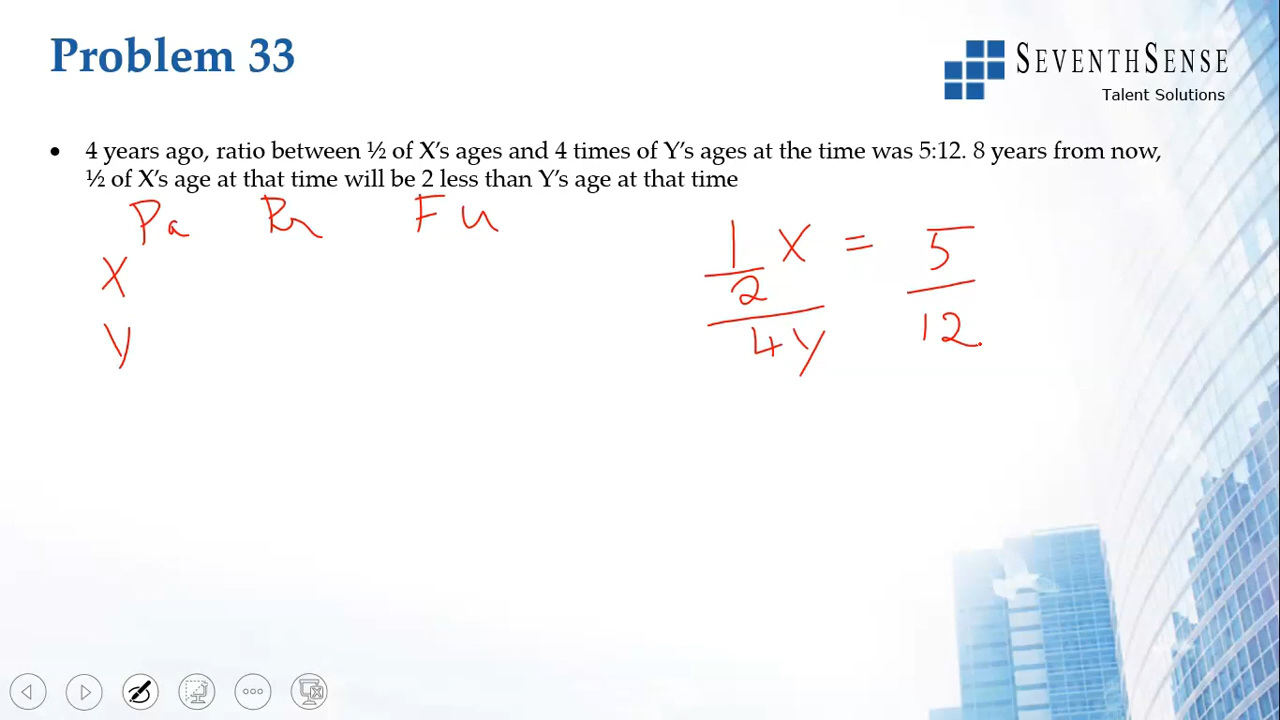 Problem 33
SEVENTHSENSE
Talent Solutions
• 4 years ago, ratio between ½ of X’s ages and 4 times of Y’s ages at the time was 5:12. 8 years from now,
½ of X’s age at that time will be 2 less than Y’s age at that time
Pa Pr Fu
X
Y
1/2 X = 5
4Y 12